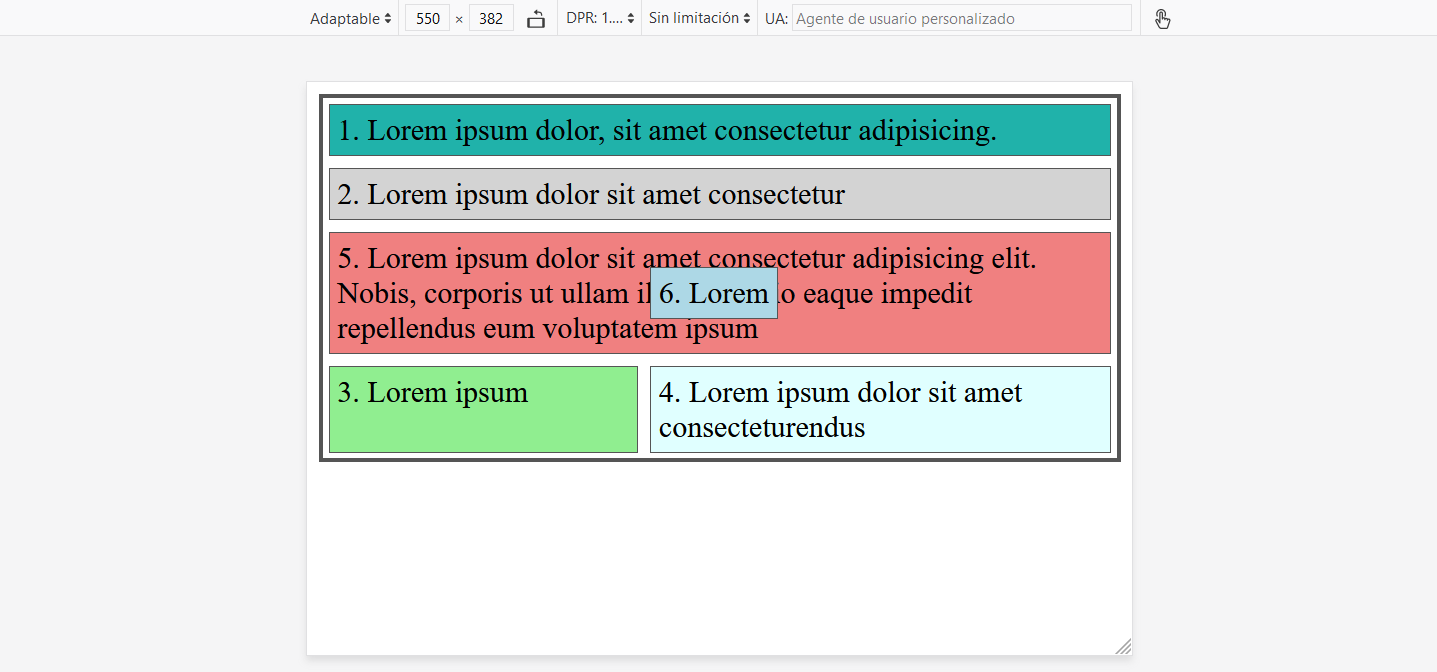 Adaptable 550 × 382 DPR: 1.... Sin limitación UA: Agente de usuario personalizado
1. Lorem ipsum dolor, sit amet consectetur adipisicing.
2. Lorem ipsum dolor sit amet consectetur
5. Lorem ipsum dolor sit amet consectetur adipisicing elit.
Nobis, corporis ut ullam 6. Lorem eaque impedit
repellendus eum voluptatem ipsum
3. Lorem ipsum
4. Lorem ipsum dolor sit amet
consecteturendus